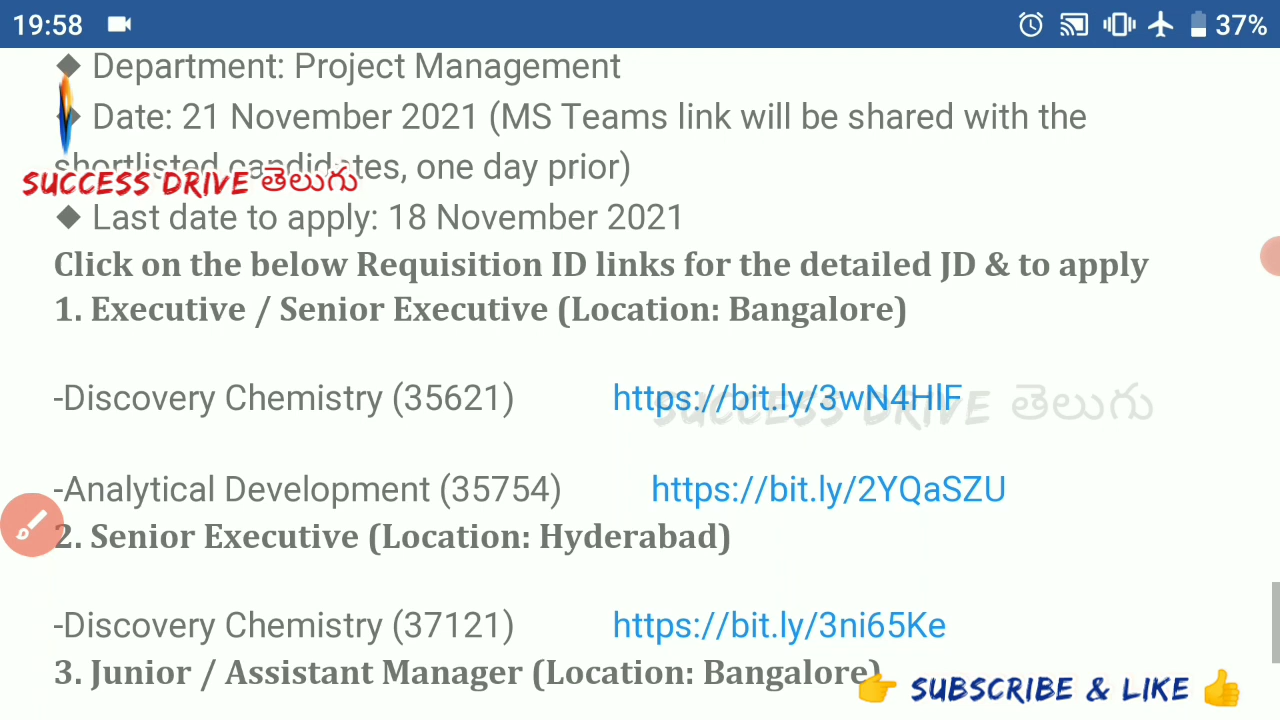 19:58 37%
◆ Department: Project Management
◆ Date: 21 November 2021 (MS Teams link will be shared with the
shortlisted candidates, one day prior)
SUCCESS DRIVE తెలుగు
◆ Last date to apply: 18 November 2021
Click on the below Requisition ID links for the detailed JD & to apply
1. Executive / Senior Executive (Location: Bangalore)
-Discovery Chemistry (35621) https://bit.ly/3wN4HlF
SUCCESS DRIVE తెలుగు
-Analytical Development (35754) https://bit.ly/2YQaSZU
2. Senior Executive (Location: Hyderabad)
-Discovery Chemistry (37121) https://bit.ly/3ni65Ke
3. Junior / Assistant Manager (Location: Bangalore)
👉 SUBSCRIBE & LIKE 👍